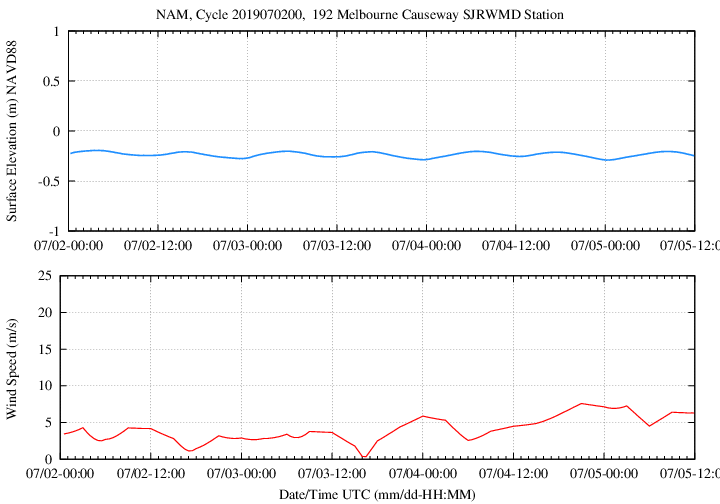 NAM, Cycle 2019070200,  192 Melbourne Causeway SJRWMD Station
Surface Elevation (m) NAVD88
1
0.5
0
-0.5
-1
07/02-00:00 07/02-12:00 07/03-00:00 07/03-12:00 07/04-00:00 07/04-12:00 07/05-00:00 07/05-12:0
Wind Speed (m/s)
25
20
15
10
5
0
07/02-00:00 07/02-12:00 07/03-00:00 07/03-12:00 07/04-00:00 07/04-12:00 07/05-00:00 07/05-12:
Date/Time UTC (mm/dd-HH:MM)